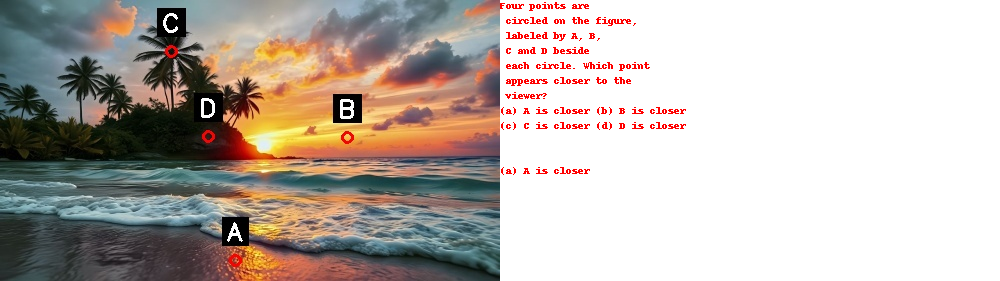 C
D
B
A
Four points are
circled on the figure,
labeled by A, B,
C and D beside
each circle. Which point
appears closer to the
viewer?
(a) A is closer (b) B is closer
(c) C is closer (d) D is closer
(a) A is closer